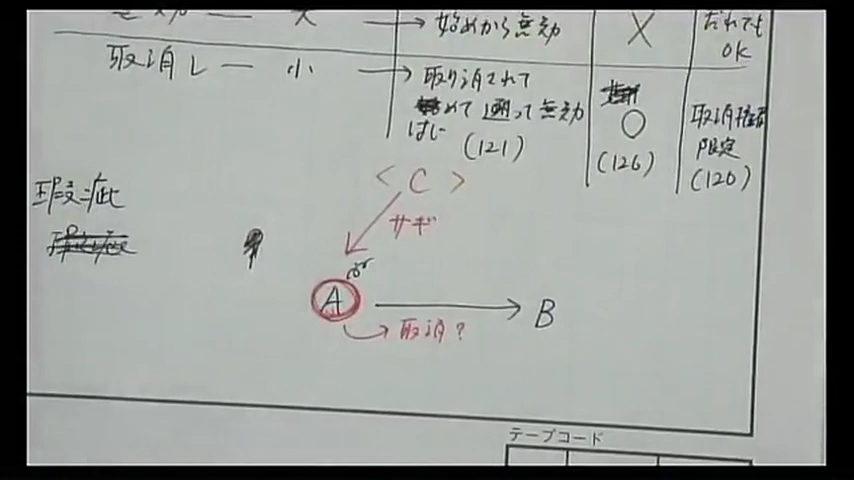 大 → 始めから無効 × だれでも
OK
取消し ー 小 → 取り消されて
はじめて遡って無効
(121)
○
(126)
取消権者
限定
(120)
瑕疵
< C >
サギ
A → B
取消?
テープコード